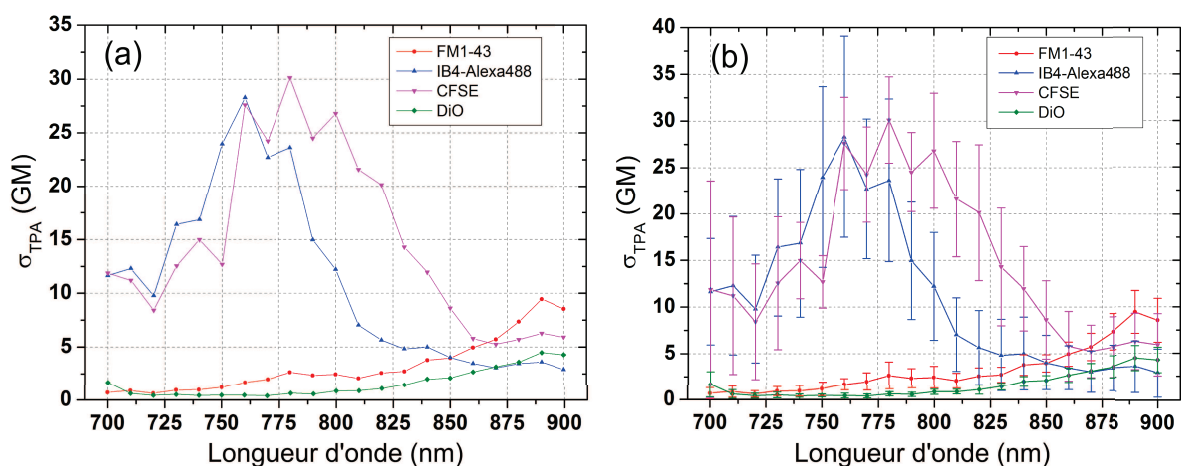 (a)
FM1-43
IB4-Alexa488
CFSE
DiO
35
30
25
20
15
10
5
0
σTPA (GM)
700 725 750 775 800 825 850 875 900
Longueur d'onde (nm)
(b)
FM1-43
IB4-Alexa488
CFSE
DiO
40
35
30
25
20
15
10
5
0
σTPA (GM)
700 725 750 775 800 825 850 875 900
Longueur d'onde (nm)